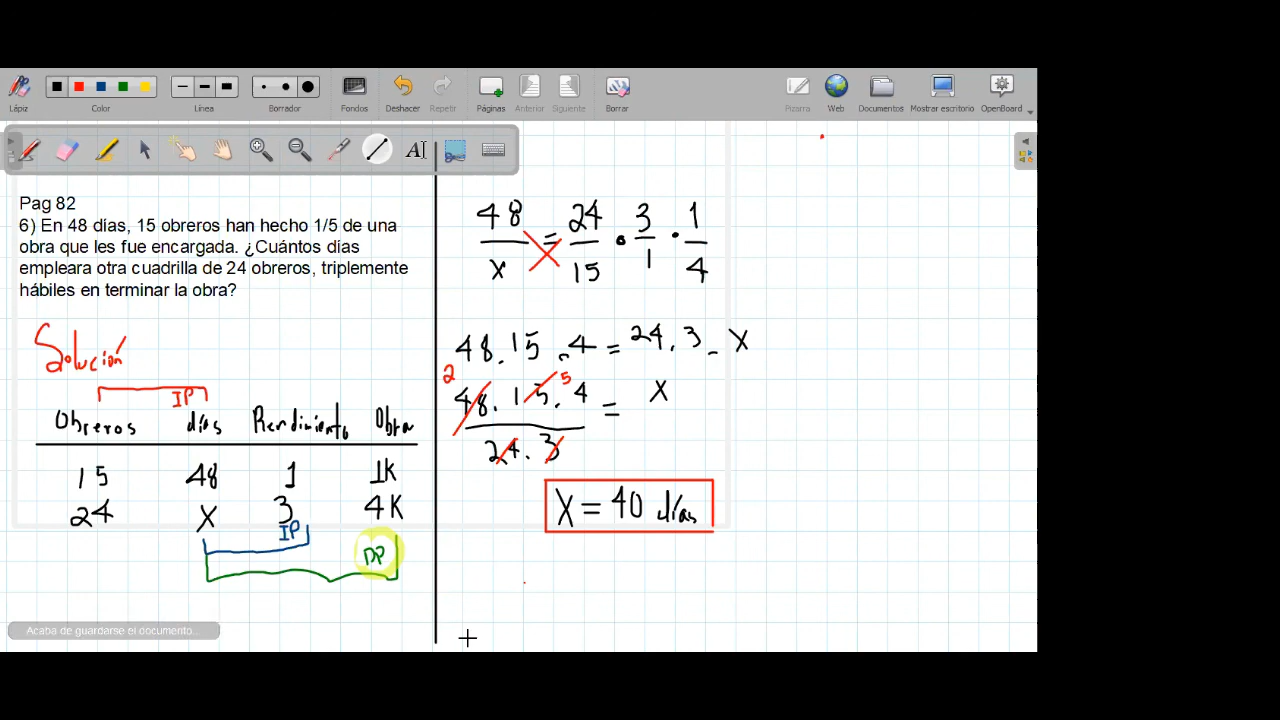 Lápiz Color Línea Borrador Fondos Deshacer Repetir Páginas Anterior Siguiente Borrar Pizarra Web Documentos Mostrar escritorio OpenBoard
Pag 82
6) En 48 días, 15 obreros han hecho 1/5 de una
obra que les fue encargada. ¿Cuántos días
empleara otra cuadrilla de 24 obreros, triplemente
hábiles en terminar la obra?
Solución
IP
Obreros días Rendimiento Obra
15 48 1 1K
24 X 3 4K
IP
DP
Acaba de guardarse el documento...
48/x = 24/15 · 3/1 · 1/4
48 . 15 . 4 = 24 . 3 . X
2 5
48 . 15 . 4 = X
24 . 3
X = 40 días